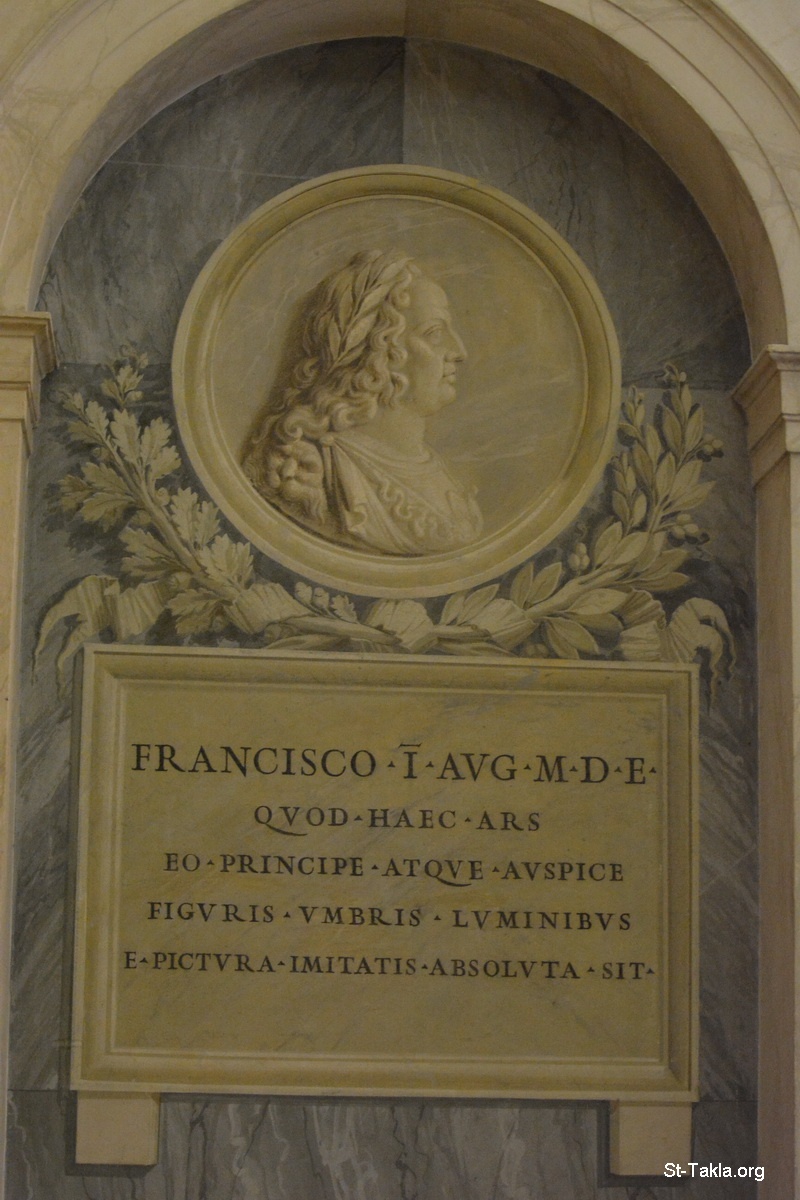 FRANCISCO · Ī · AVG · M · D · E ·
QVOD · HAEC · ARS
EO · PRINCIPE · ATQVE · AVSPICE
FIGVRIS · VMBRIS · LVMINIBVS
E · PICTVRA · IMITATIS · ABSOLVTA · SIT ·
St-Takla.org